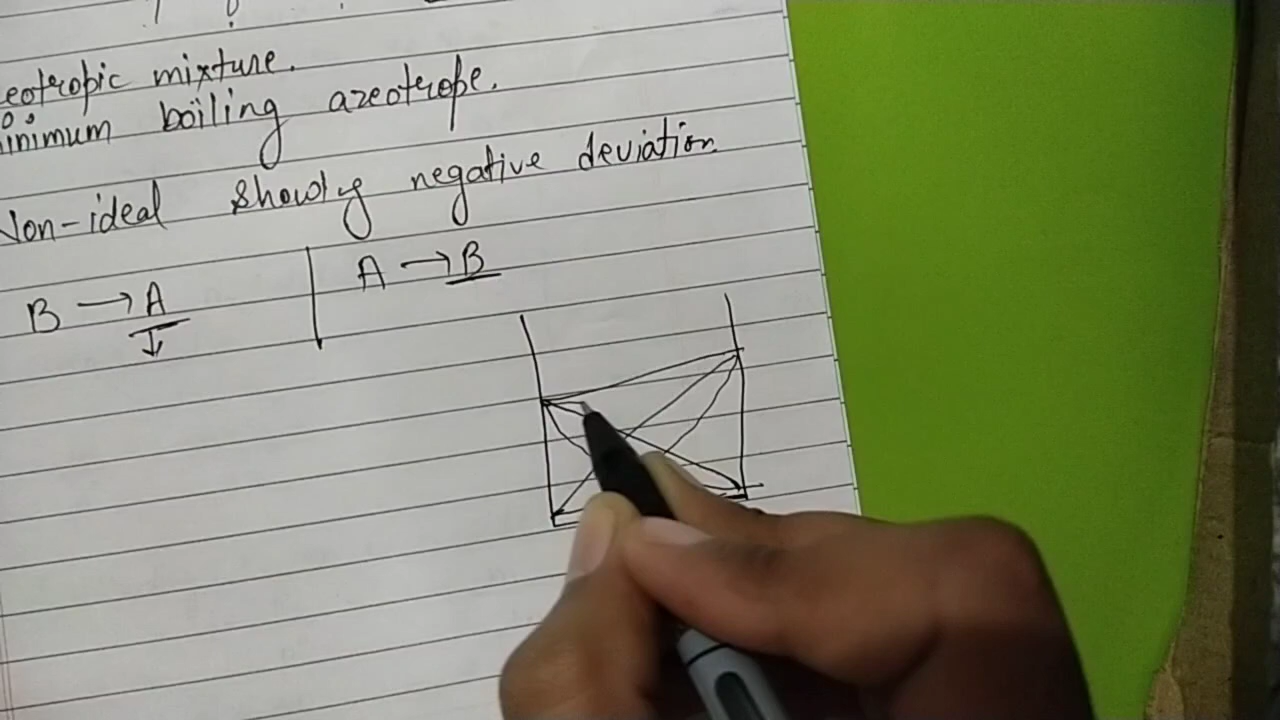 eotropic mixture.
inimum boiling azeotrope.
Non-ideal showing negative deviation
B → A | A → B